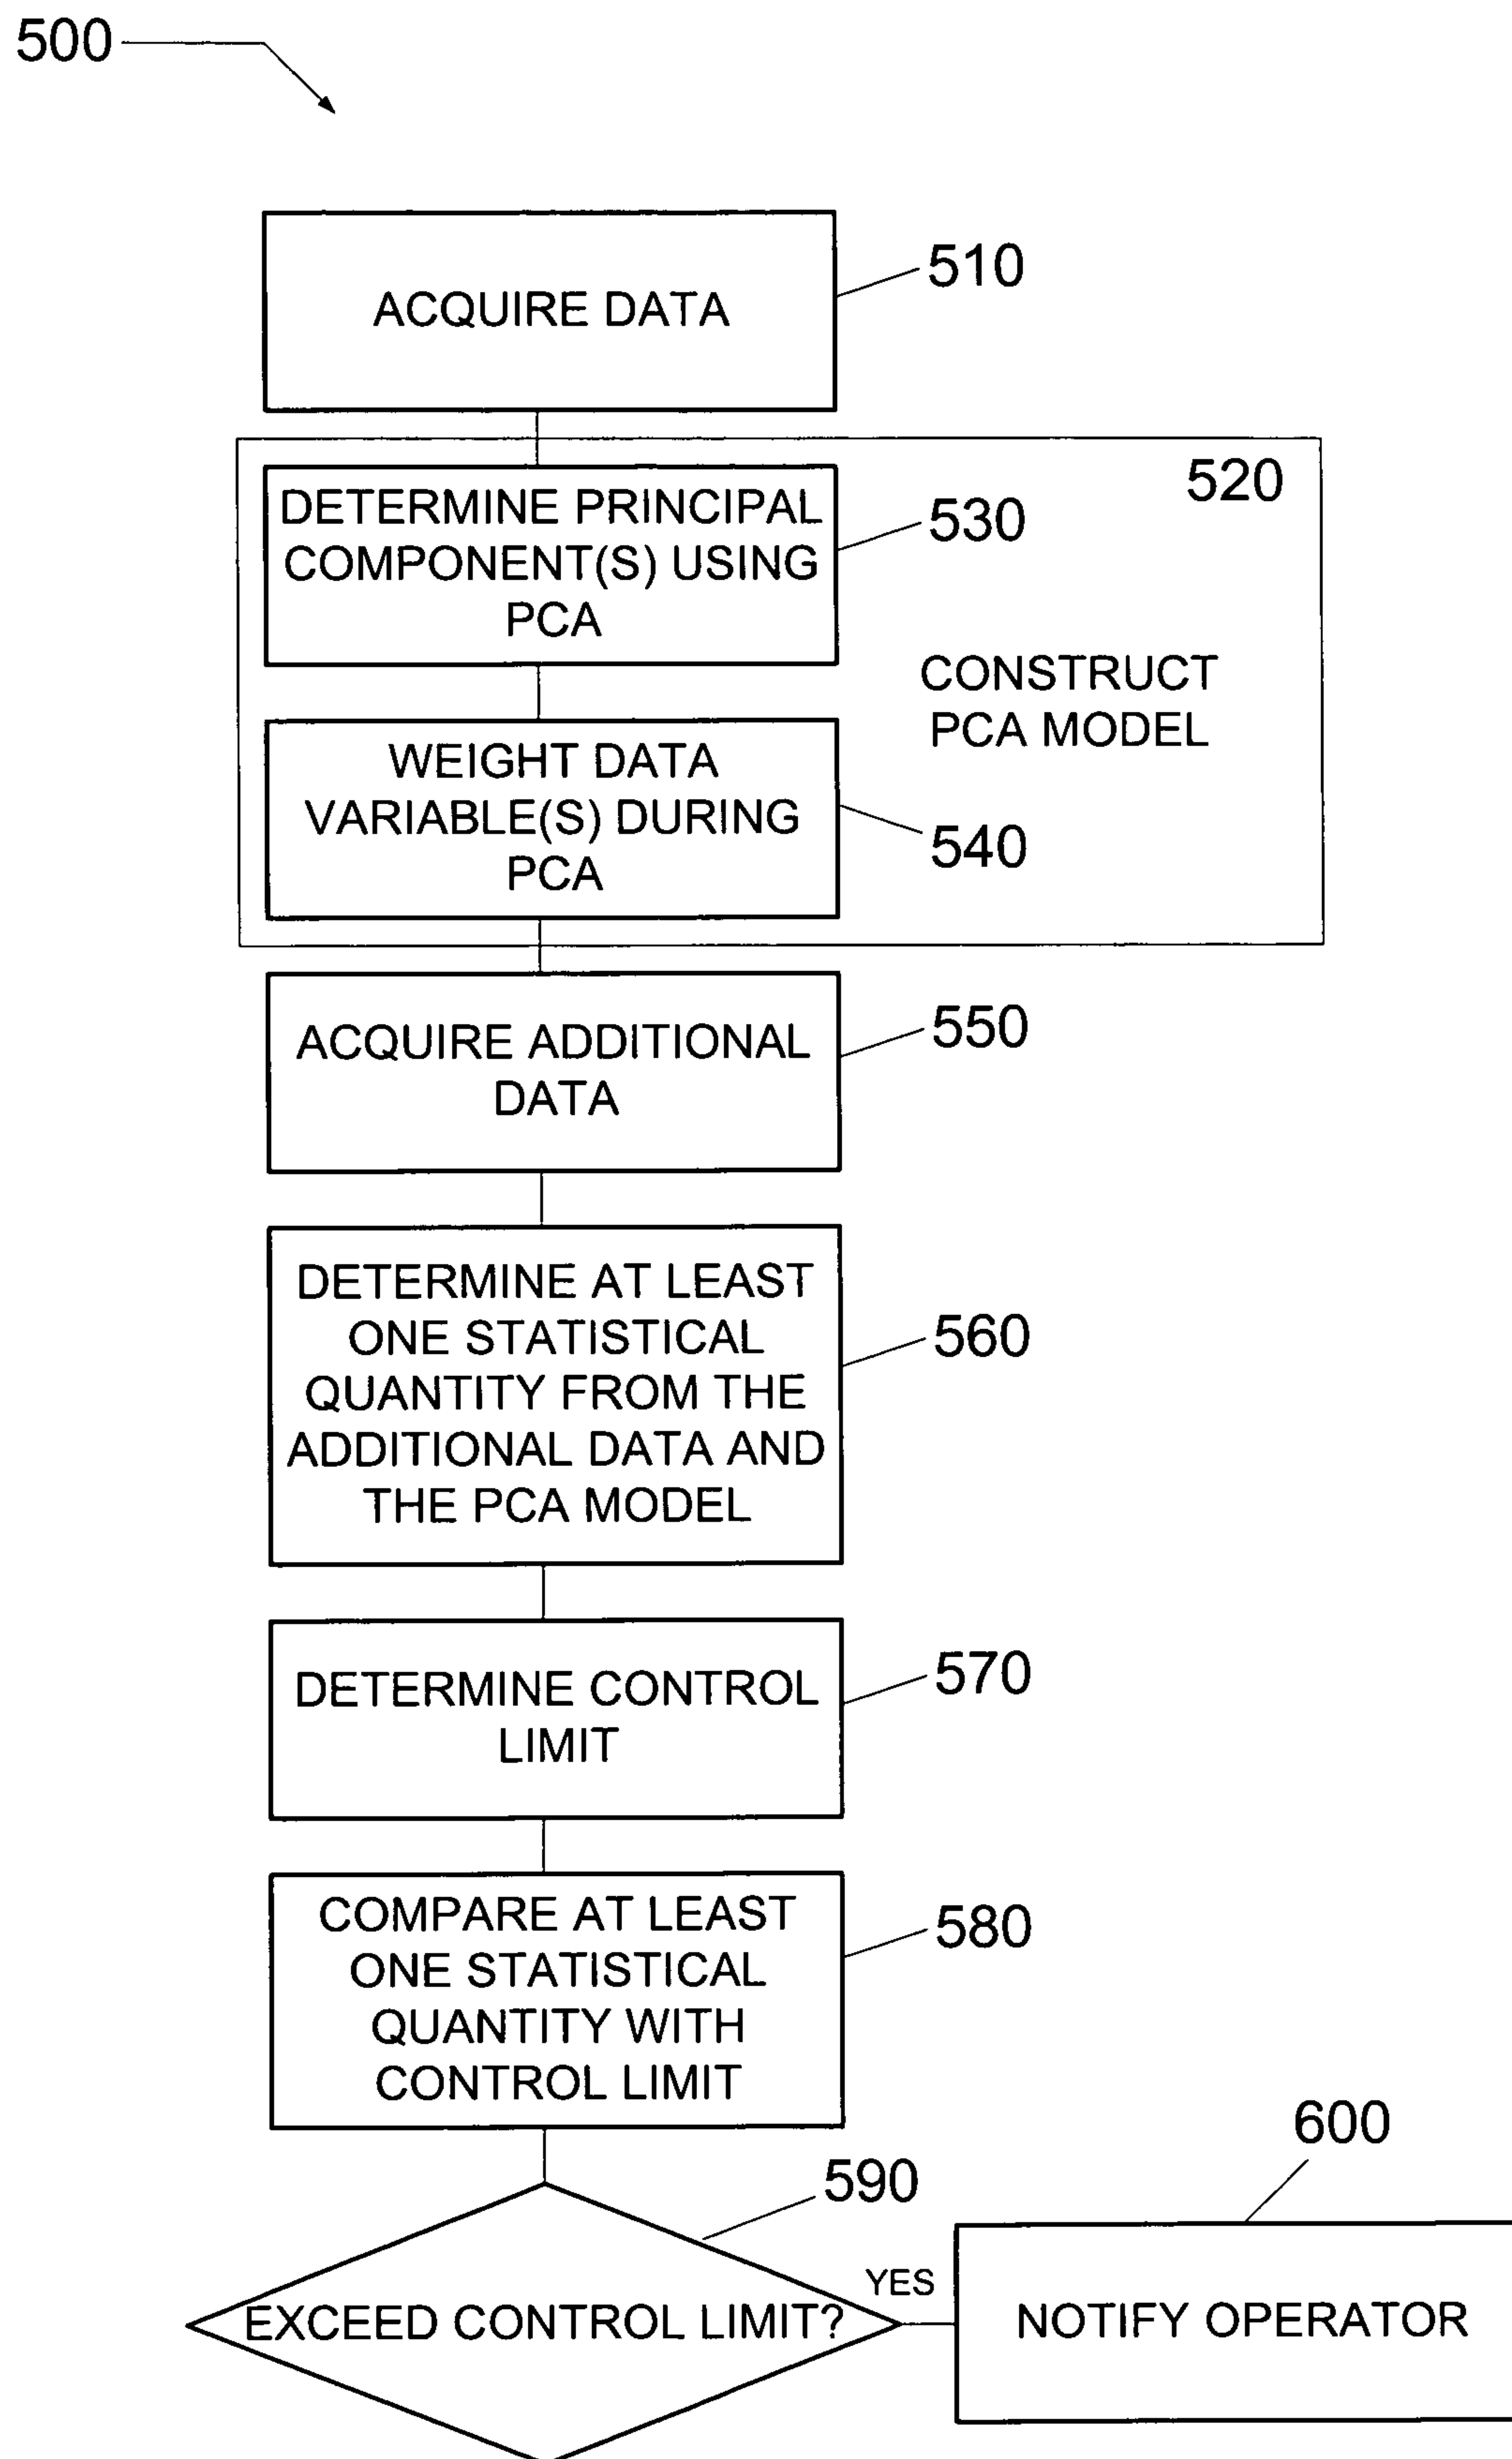 500
ACQUIRE DATA
510
520
DETERMINE PRINCIPAL
COMPONENT(S) USING
PCA
530
CONSTRUCT
PCA MODEL
WEIGHT DATA
VARIABLE(S) DURING
PCA
540
ACQUIRE ADDITIONAL
DATA
550
DETERMINE AT LEAST
ONE STATISTICAL
QUANTITY FROM THE
ADDITIONAL DATA AND
THE PCA MODEL
560
DETERMINE CONTROL
LIMIT
570
COMPARE AT LEAST
ONE STATISTICAL
QUANTITY WITH
CONTROL LIMIT
580
590
EXCEED CONTROL LIMIT?
YES
600
NOTIFY OPERATOR